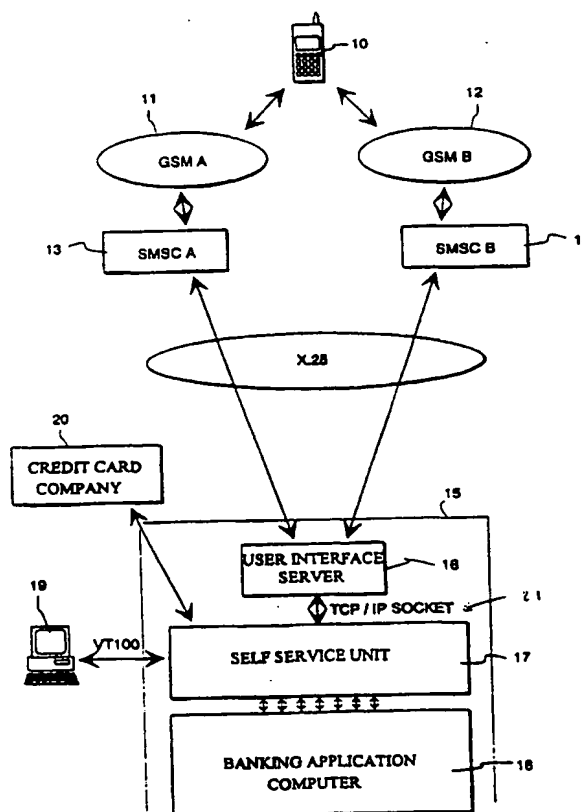 10
11
12
GSM A
GSM B
13
SMSC A
SMSC B
1
X.25
20
CREDIT CARD
COMPANY
15
USER INTERFACE
SERVER
16
TCP / IP SOCKET
19
VT100
SELF SERVICE UNIT
17
BANKING APPLICATION
COMPUTER
18